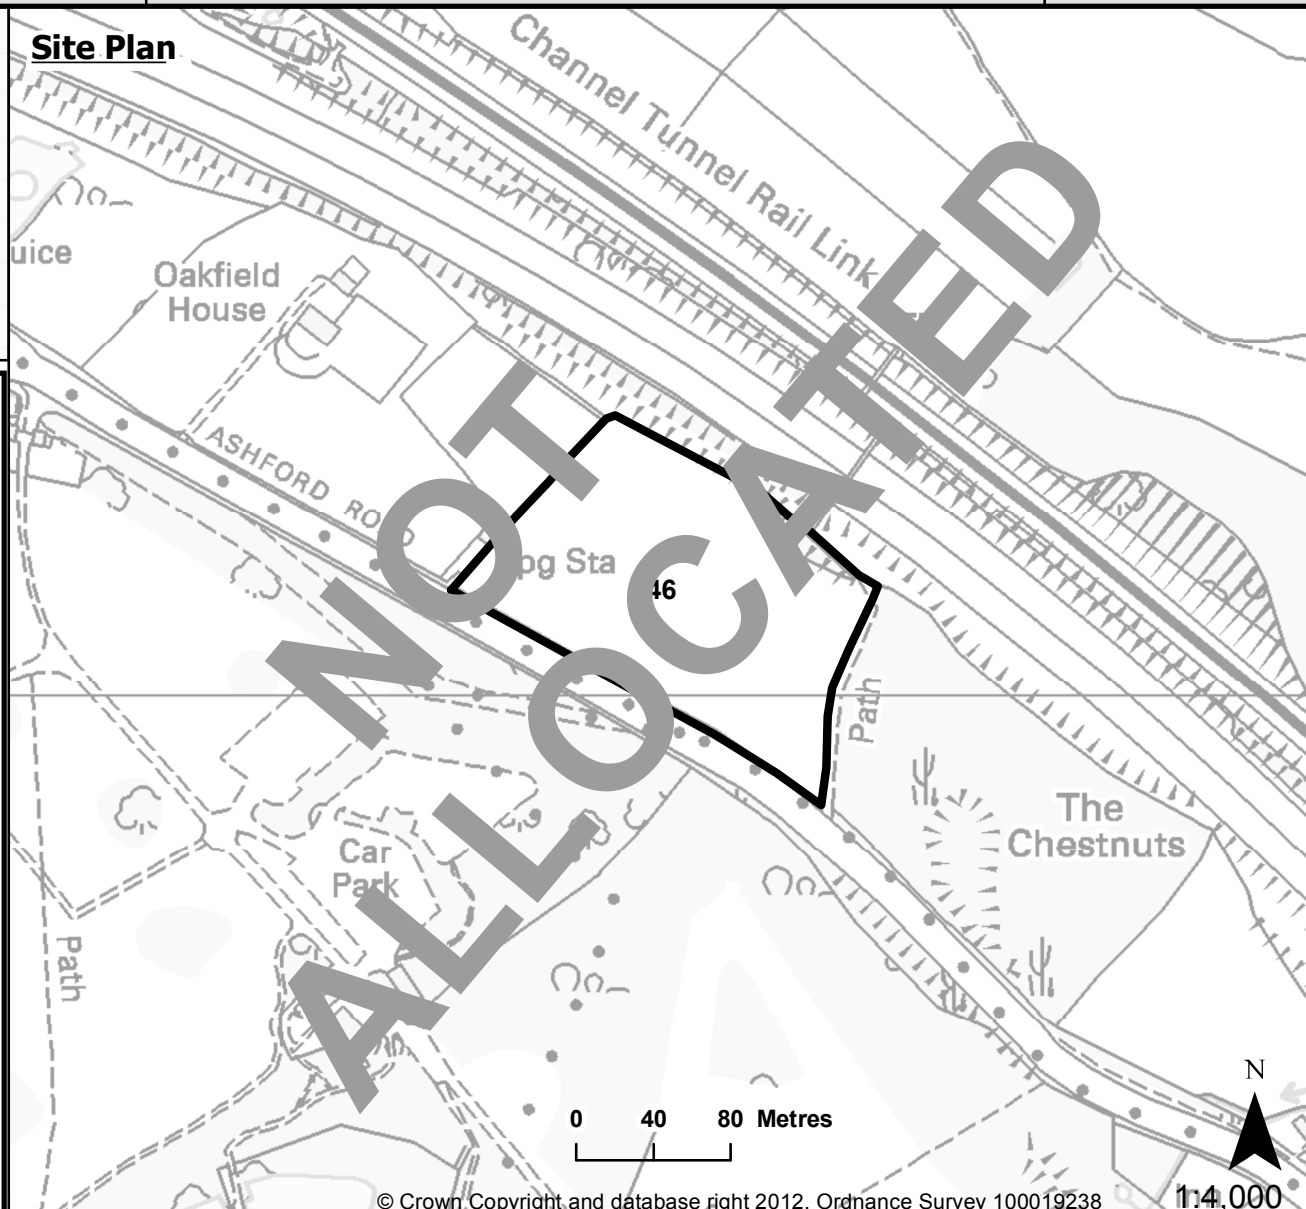 Site Plan
Channel Tunnel Rail Link
uice
Oakfield
House
ASHFORD
pg Sta
46
NOT
ALLOCATED
Path
The
Chestnuts
Car
Park
Path
N
0 40 80 Metres
© Crown Copyright and database right 2012. Ordnance Survey 100019238
1:4,000